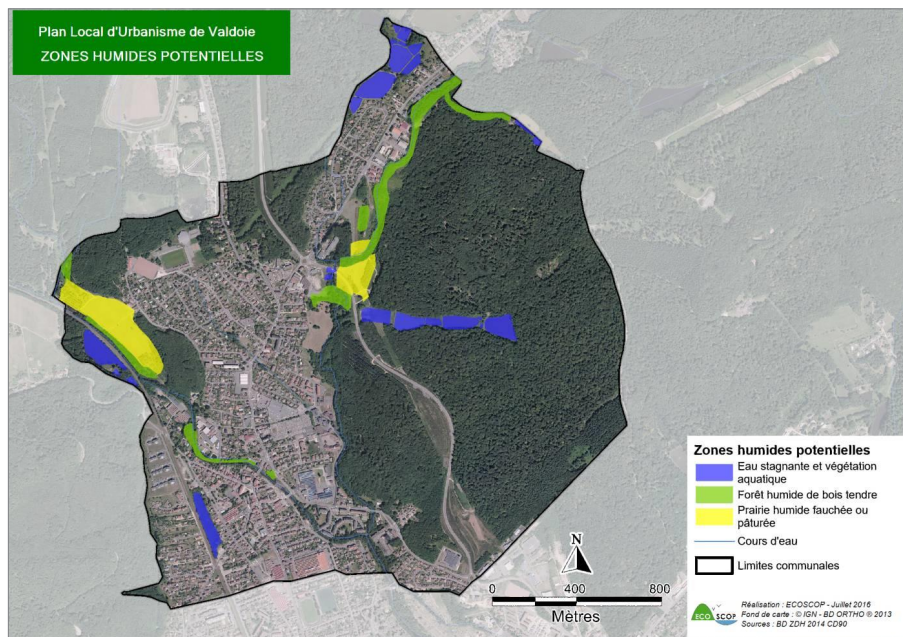 Plan Local d'Urbanisme de Valdoie
ZONES HUMIDES POTENTIELLES
Zones humides potentielles
Eau stagnante et végétation
aquatique
Forêt humide de bois tendre
Prairie humide fauchée ou
pâturée
Cours d'eau
Limites communales
N
0 400 800
Mètres
ECO SCOP
Réalisation : ECOSCOP - Juillet 2016
Fond de carte : © IGN - BD ORTHO ® 2013
Sources : BD ZDH 2014 CD90